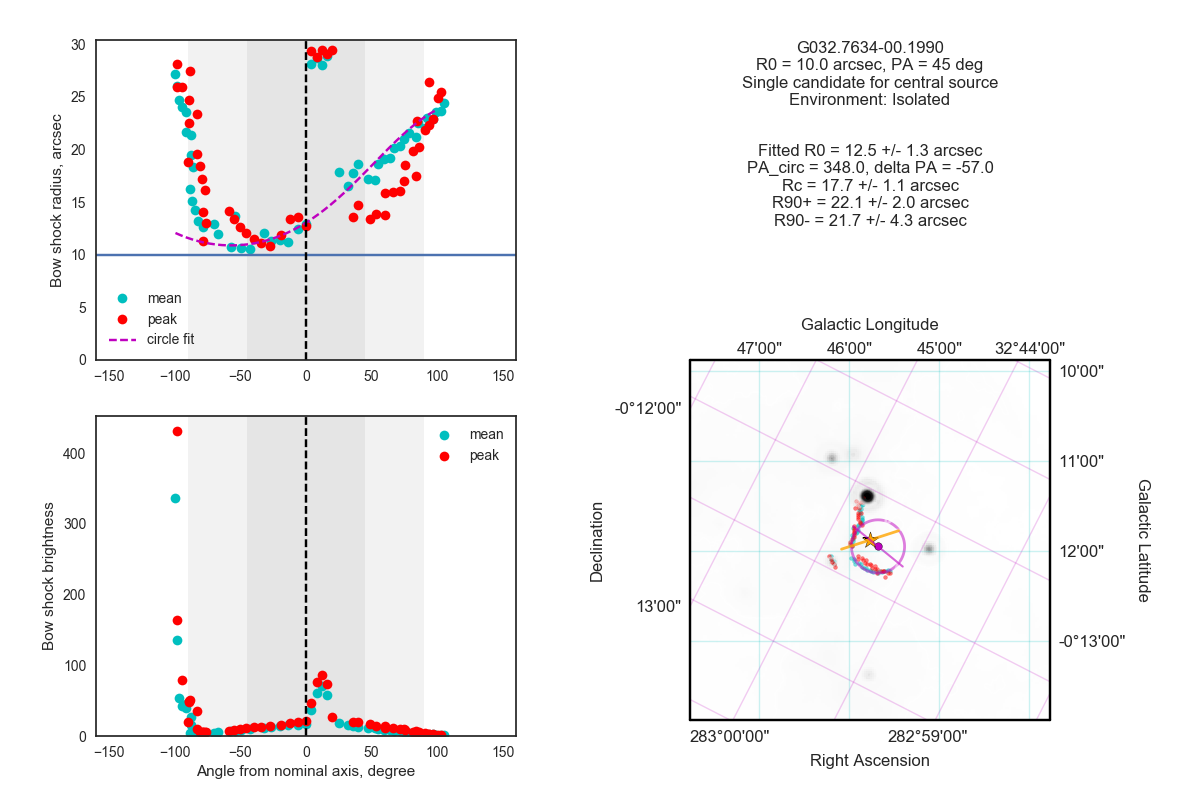 30
25
20
15
10
5
0
Bow shock radius, arcsec
mean
peak
circle fit
−150
−100
−50
0
50
100
150
400
300
200
100
0
Bow shock brightness
mean
peak
−150
−100
−50
0
50
100
150
Angle from nominal axis, degree
G032.7634-00.1990
R0 = 10.0 arcsec, PA = 45 deg
Single candidate for central source
Environment: Isolated
Fitted R0 = 12.5 +/- 1.3 arcsec
PA_circ = 348.0, delta PA = -57.0
Rc = 17.7 +/- 1.1 arcsec
R90+ = 22.1 +/- 2.0 arcsec
R90- = 21.7 +/- 4.3 arcsec
Galactic Longitude
47'00"
46'00"
45'00"
32°44'00"
-0°12'00"
13'00"
Declination
10'00"
11'00"
12'00"
-0°13'00"
Galactic Latitude
283°00'00"
282°59'00"
Right Ascension